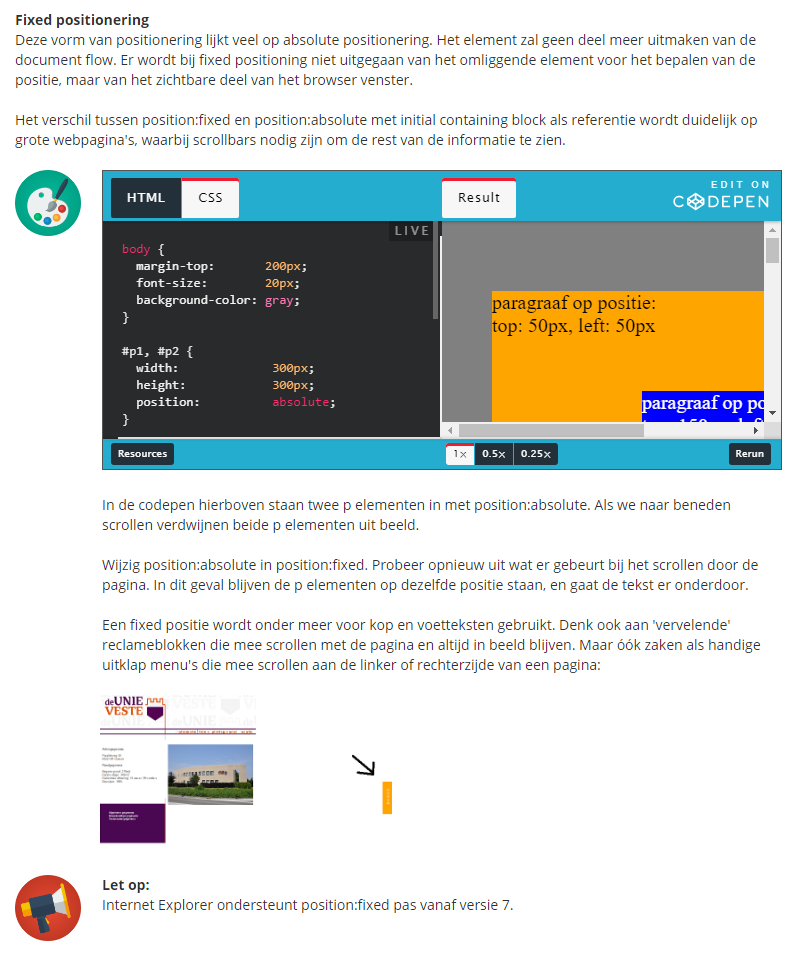 Fixed positionering
Deze vorm van positionering lijkt veel op absolute positionering. Het element zal geen deel meer uitmaken van de
document flow. Er wordt bij fixed positioning niet uitgegaan van het omliggende element voor het bepalen van de
positie, maar van het zichtbare deel van het browser venster.
Het verschil tussen position:fixed en position:absolute met initial containing block als referentie wordt duidelijk op
grote webpagina's, waarbij scrollbars nodig zijn om de rest van de informatie te zien.
HTML CSS Result EDIT ON
CODEPEN
LIVE
body {
margin-top: 200px;
font-size: 20px;
background-color: gray;
}
#p1, #p2 {
width: 300px;
height: 300px;
position: absolute;
}
paragraaf op positie:
top: 50px, left: 50px
paragraaf op po
Resources 1x 0.5x 0.25x Rerun
In de codepen hierboven staan twee p elementen in met position:absolute. Als we naar beneden
scrollen verdwijnen beide p elementen uit beeld.
Wijzig position:absolute in position:fixed. Probeer opnieuw uit wat er gebeurt bij het scrollen door de
pagina. In dit geval blijven de p elementen op dezelfde positie staan, en gaat de tekst er onderdoor.
Een fixed positie wordt onder meer voor kop en voetteksten gebruikt. Denk ook aan 'vervelende'
reclameblokken die mee scrollen met de pagina en altijd in beeld blijven. Maar óók zaken als handige
uitklap menu's die mee scrollen aan de linker of rechterzijde van een pagina:
deUNIE
VESTE
Let op:
Internet Explorer ondersteunt position:fixed pas vanaf versie 7.